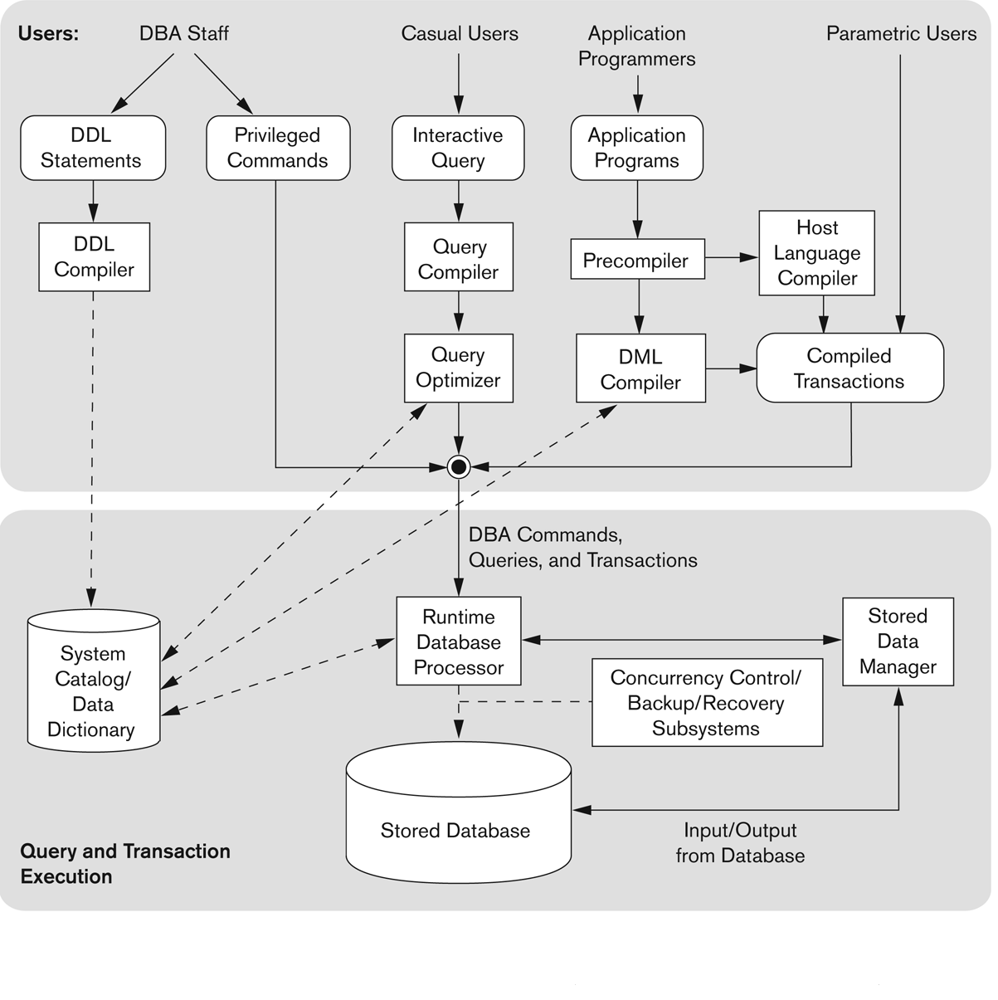 Users:
DBA Staff
Casual Users
Application
Programmers
Parametric Users
DDL
Statements
Privileged
Commands
Interactive
Query
Application
Programs
DDL
Compiler
Query
Compiler
Precompiler
Host
Language
Compiler
Query
Optimizer
DML
Compiler
Compiled
Transactions
DBA Commands,
Queries, and Transactions
System
Catalog/
Data
Dictionary
Runtime
Database
Processor
Stored
Data
Manager
Concurrency Control/
Backup/Recovery
Subsystems
Stored Database
Input/Output
from Database
Query and Transaction
Execution